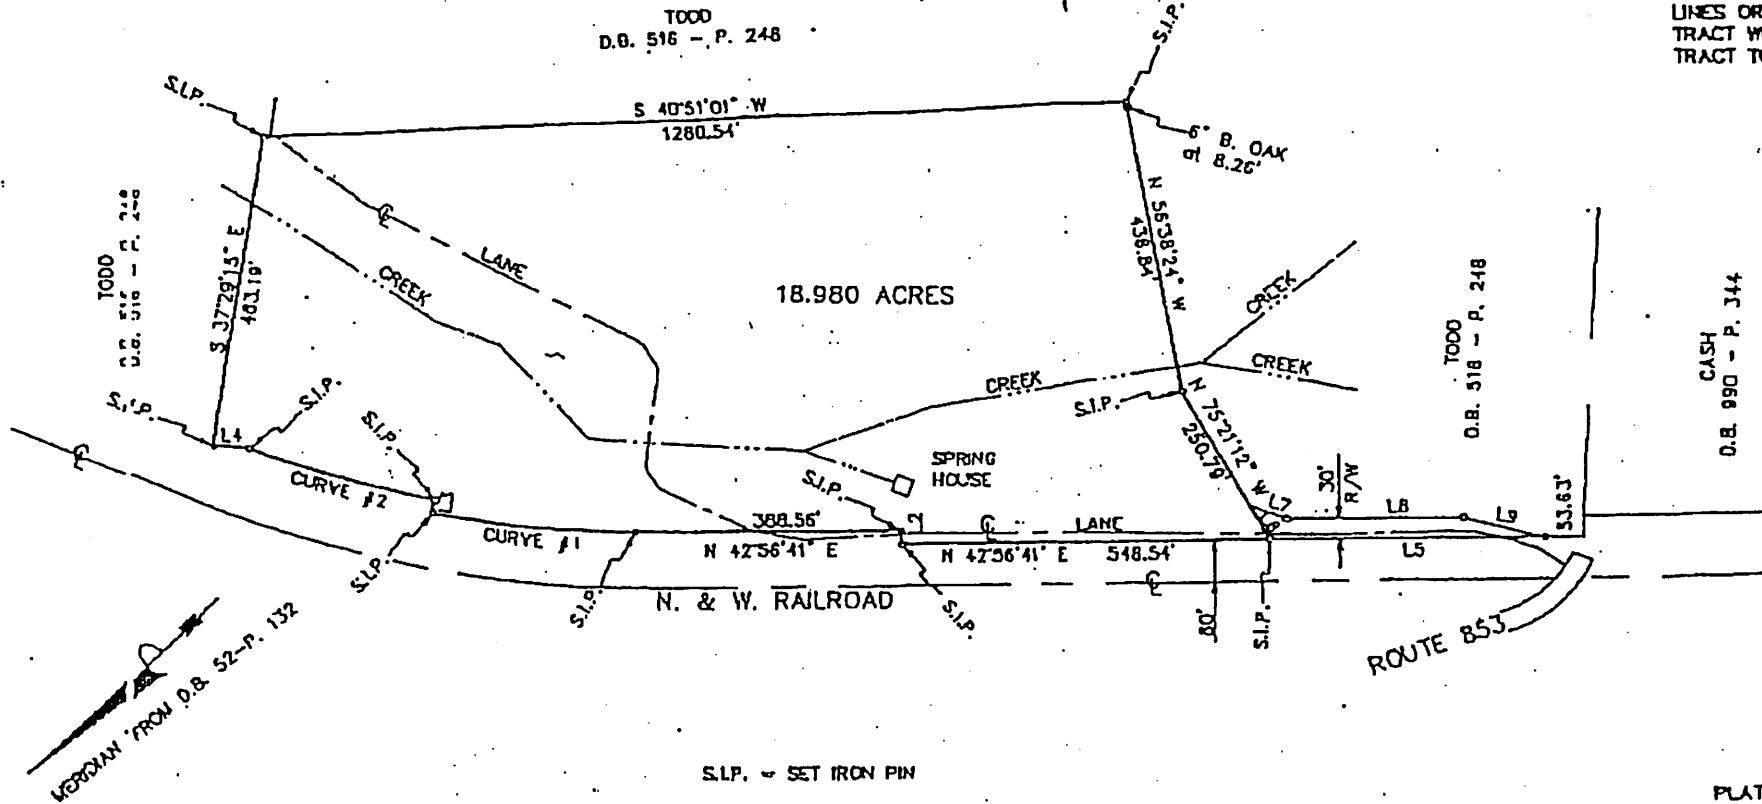 TODD
D.B. 516 - P. 248
S.I.P.
LINES OR
TRACT W
TRACT T
S.I.P.
S 40°51'01" W
1280.54'
6" B. OAK
at 8.26'
N 56°38'24" W
438.84'
TODD
S 37°29'15" E
483.19'
LANE
CREEK
18.980 ACRES
CREEK
CREEK
CREEK
TODD
D.B. 516 - P. 248
CASH
D.B. 990 - P. 344
S.I.P.
L4
S.I.P.
S.I.P.
CURVE #2
S.I.P.
N 75°21'12" W
250.79'
SPRING
HOUSE
S.I.P.
L7
30'
R/W
L8
L9
53.63'
CURVE #1
388.56'
N 42°56'41" E
LANE
N 42°56'41" E 548.54'
L5
S.I.P.
S.I.P.
N. & W. RAILROAD
S.I.P.
80'
S.I.P.
ROUTE 853
MERIDIAN FROM D.B. 52-P. 132
S.I.P. = SET IRON PIN
PLAT